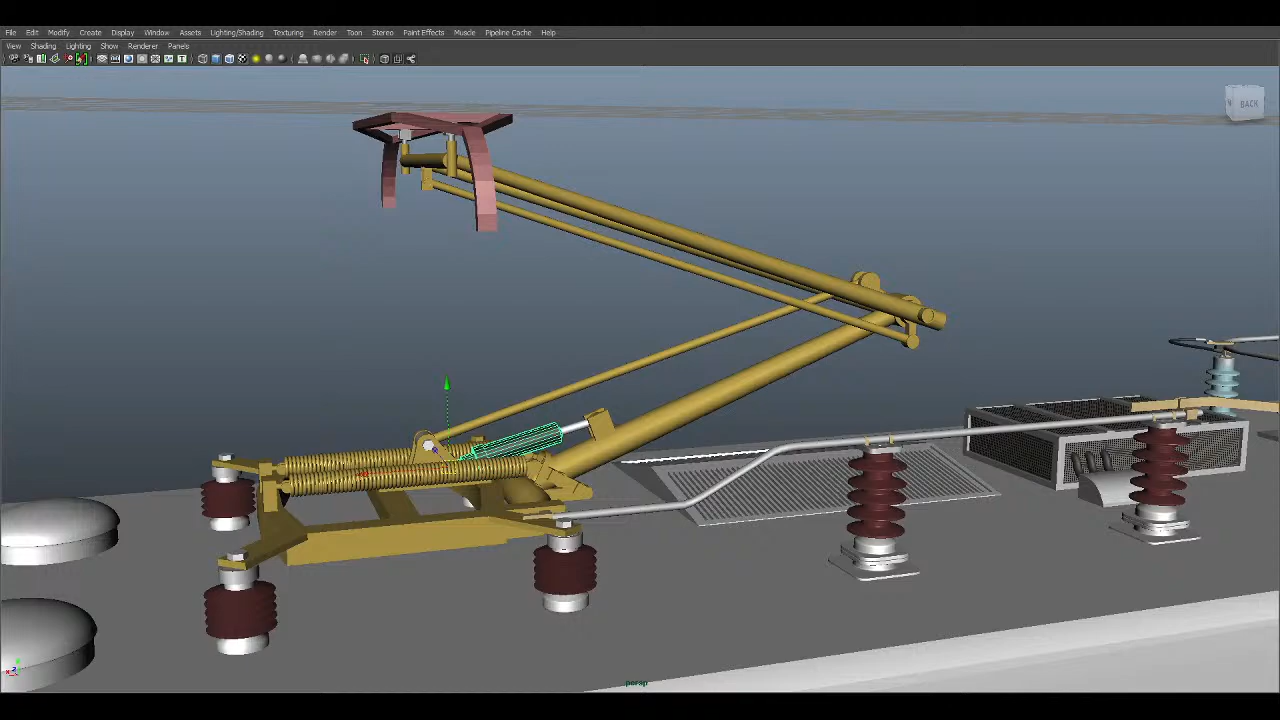 File Edit Modify Create Display Window Assets Lighting/Shading Texturing Render Toon Stereo Paint Effects Muscle Pipeline Cache Help
View Shading Lighting Show Renderer Panels
BACK
persp